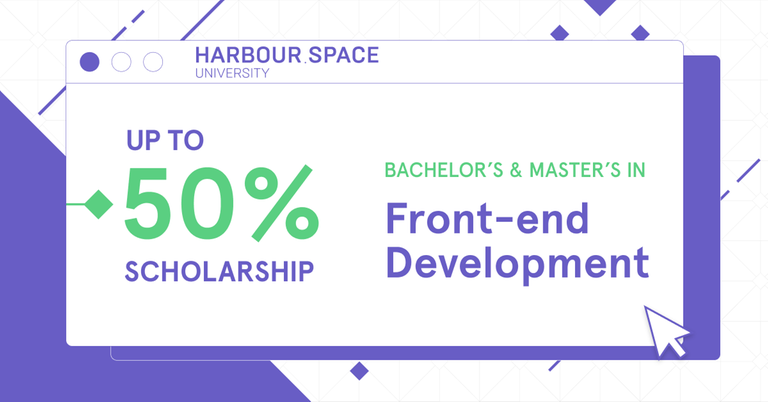 HARBOUR.SPACE
UNIVERSITY
UP TO
50%
SCHOLARSHIP
BACHELOR’S & MASTER’S IN
Front-end
Development